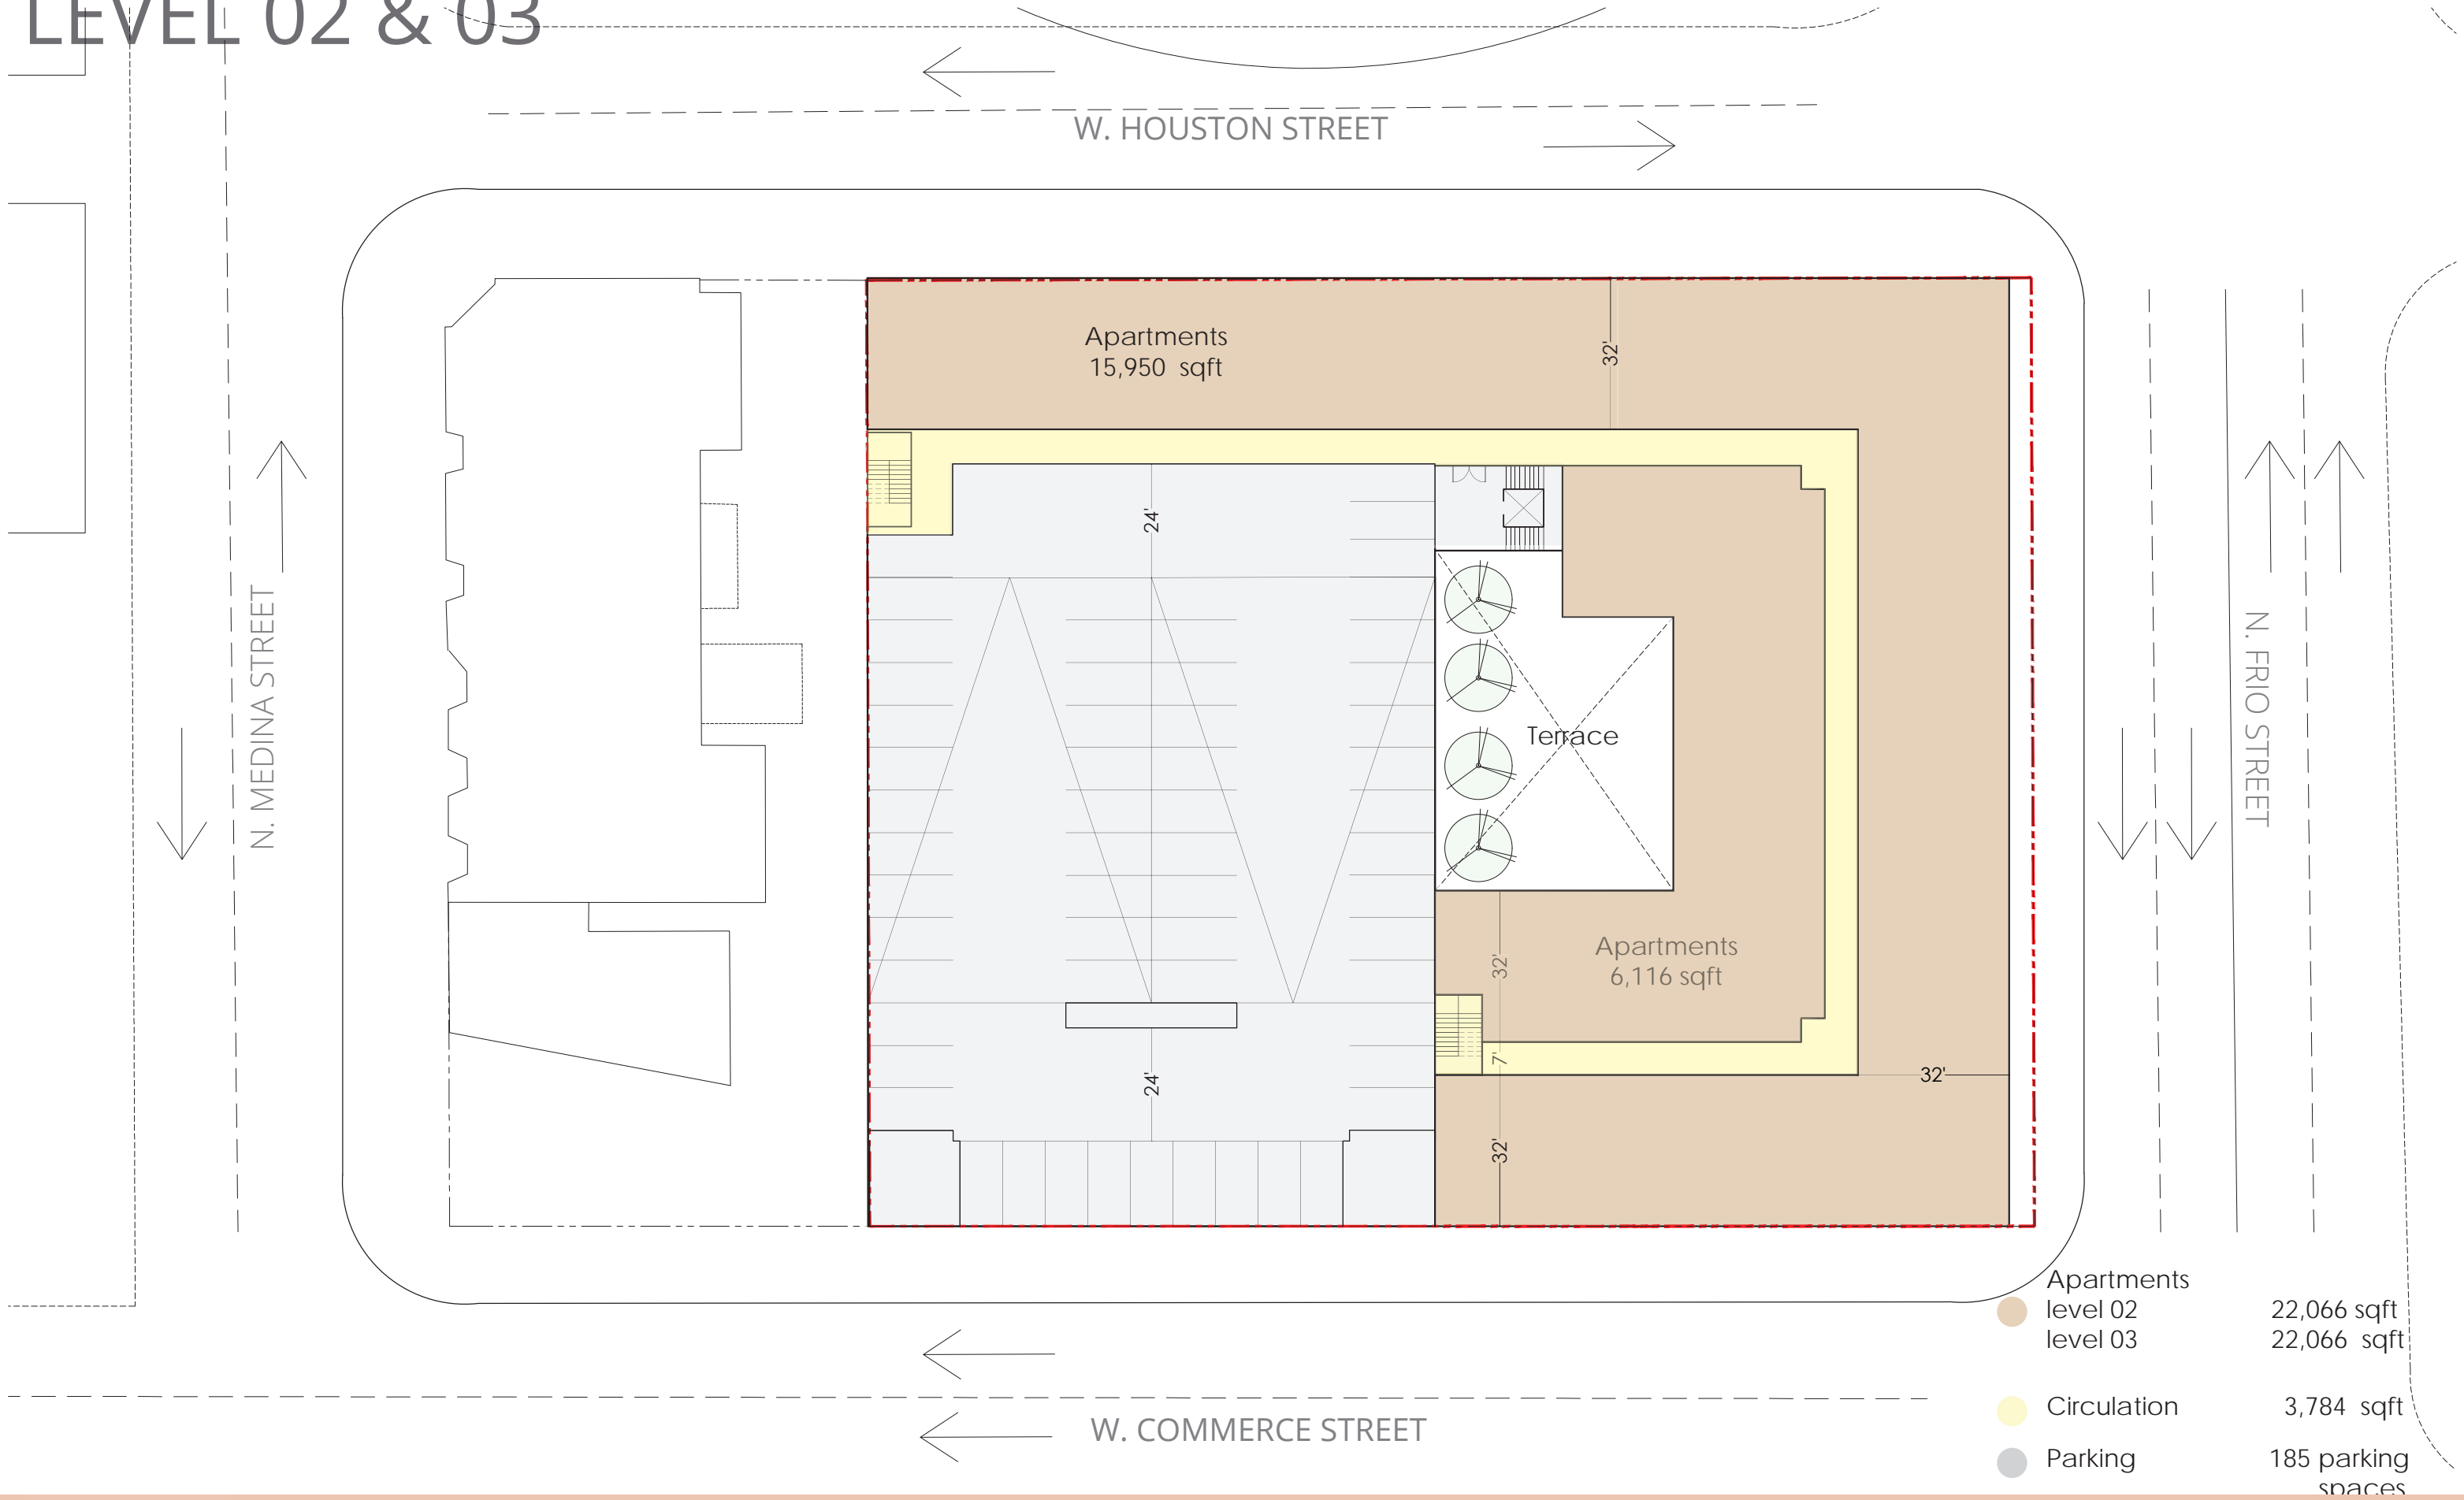 LEVEL 02 & 03
W. HOUSTON STREET
Apartments
15,950 sqft
32'
24'
N. MEDINA STREET
N. FRIO STREET
Terrace
Apartments
6,116 sqft
32'
7'
24'
32'
32'
Apartments
level 02 22,066 sqft
level 03 22,066 sqft
Circulation 3,784 sqft
Parking 185 parking
spaces
W. COMMERCE STREET